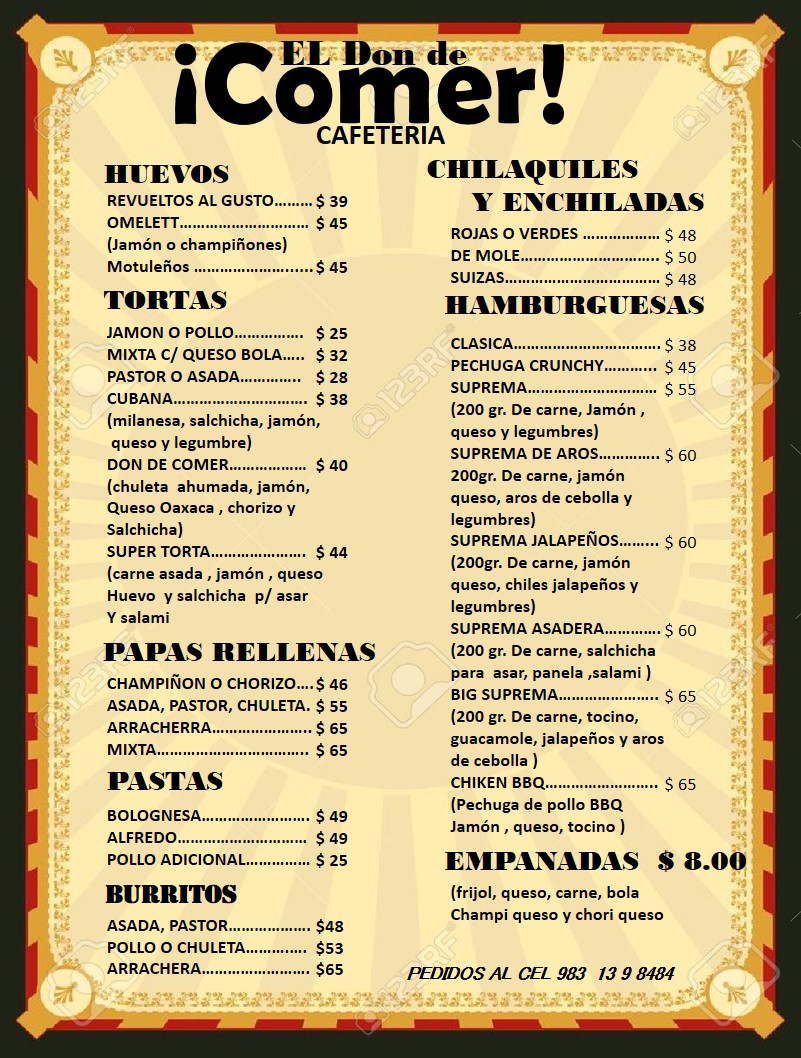 EL Don de
¡Comer!
CAFETERIA
HUEVOS
REVUELTOS AL GUSTO……… $ 39
OMELETT………………………… $ 45
(Jamón o champiñones)
Motuleños …………………...... $ 45
TORTAS
JAMON O POLLO……………. $ 25
MIXTA C/ QUESO BOLA….. $ 32
PASTOR O ASADA………….. $ 28
CUBANA…………………………. $ 38
(milanesa, salchicha, jamón,
queso y legumbre)
DON DE COMER……………… $ 40
(chuleta ahumada, jamón,
Queso Oaxaca , chorizo y
Salchicha)
SUPER TORTA…………………. $ 44
(carne asada , jamón , queso
Huevo y salchicha p/ asar
Y salami
PAPAS RELLENAS
CHAMPIÑON O CHORIZO…. $ 46
ASADA, PASTOR, CHULETA. $ 55
ARRACHERRA………………….. $ 65
MIXTA…………………………….. $ 65
PASTAS
BOLOGNESA……………………. $ 49
ALFREDO………………………… $ 49
POLLO ADICIONAL…………… $ 25
BURRITOS
ASADA, PASTOR………………. $48
POLLO O CHULETA…………… $53
ARRACHERA……………………. $65
CHILAQUILES
Y ENCHILADAS
ROJAS O VERDES ……………… $ 48
DE MOLE………………………….. $ 50
SUIZAS……………………………… $ 48
HAMBURGUESAS
CLASICA……………………………. $ 38
PECHUGA CRUNCHY………… $ 45
SUPREMA………………………… $ 55
(200 gr. De carne, Jamón ,
queso y legumbres)
SUPREMA DE AROS………….. $ 60
200gr. De carne, jamón
queso, aros de cebolla y
legumbres)
SUPREMA JALAPEÑOS…….. $ 60
(200gr. De carne, jamón
queso, chiles jalapeños y
legumbres)
SUPREMA ASADERA…………. $ 60
(200 gr. De carne, salchicha
para asar, panela ,salami )
BIG SUPREMA………………….. $ 65
(200 gr. De carne, tocino,
guacamole, jalapeños y aros
de cebolla )
CHIKEN BBQ…………………….. $ 65
(Pechuga de pollo BBQ
Jamón , queso, tocino )
EMPANADAS $ 8.00
(frijol, queso, carne, bola
Champi queso y chori queso
PEDIDOS AL CEL 983 13 9 8484
123RF